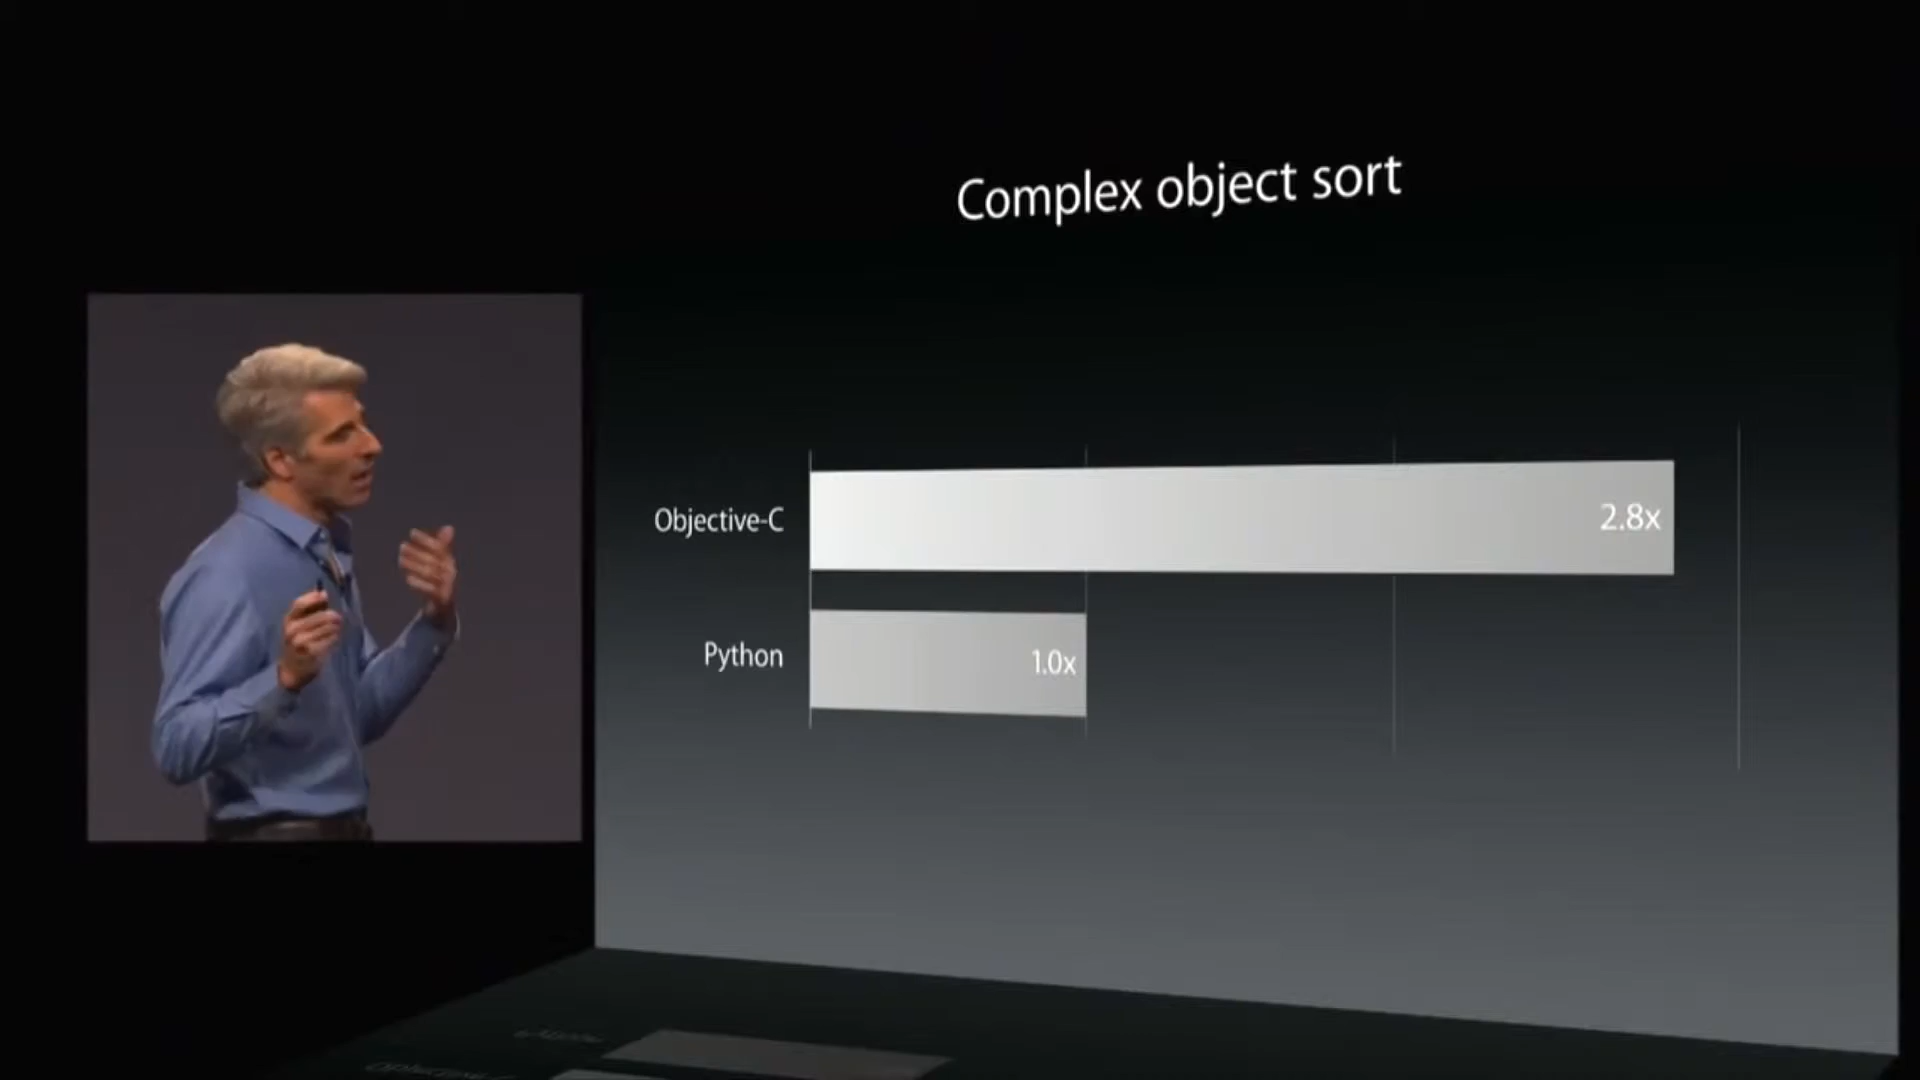 Complex object sort
Objective-C
2.8x
Python
1.0x